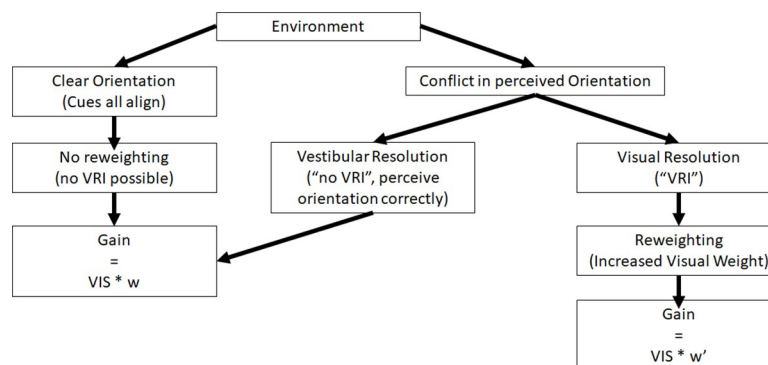 Environment
Clear Orientation
(Cues all align)
Conflict in perceived Orientation
No reweighting
(no VRI possible)
Vestibular Resolution
(“no VRI”, perceive
orientation correctly)
Visual Resolution
(“VRI”)
Gain
=
VIS * w
Reweighting
(Increased Visual Weight)
Gain
=
VIS * w’